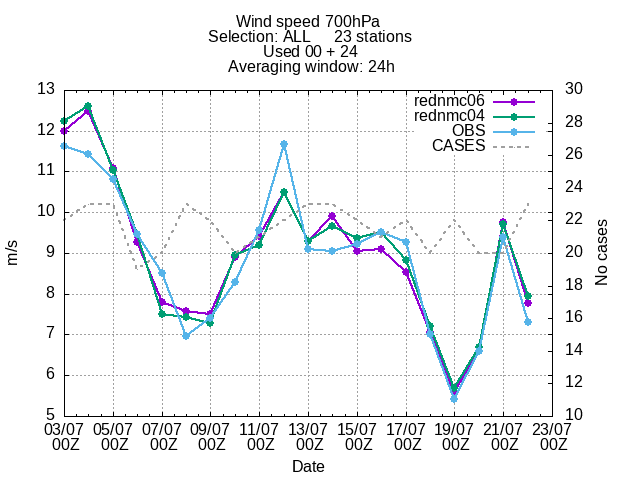 Wind speed 700hPa
Selection: ALL     23 stations
Used 00 + 24
Averaging window: 24h
rednmc06
rednmc04
OBS
CASES
m/s
13
12
11
10
9
8
7
6
5
No cases
30
28
26
24
22
20
18
16
14
12
10
03/07 05/07 07/07 09/07 11/07 13/07 15/07 17/07 19/07 21/07 23/07
00Z 00Z 00Z 00Z 00Z 00Z 00Z 00Z 00Z 00Z 00Z
Date